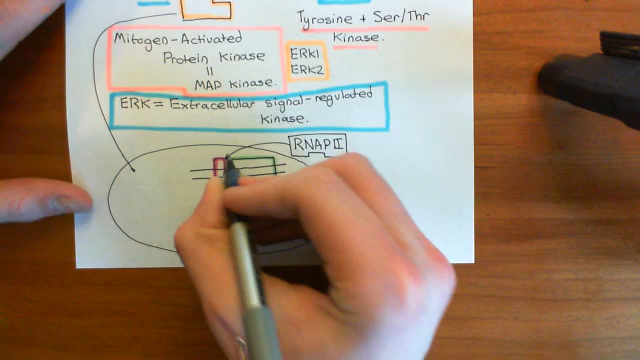 Tyrosine + Ser/Thr
Kinase.
Mitogen-Activated
Protein Kinase
=
MAP Kinase.
ERK1
ERK2
ERK = Extracellular signal-regulated
Kinase.
RNAP II